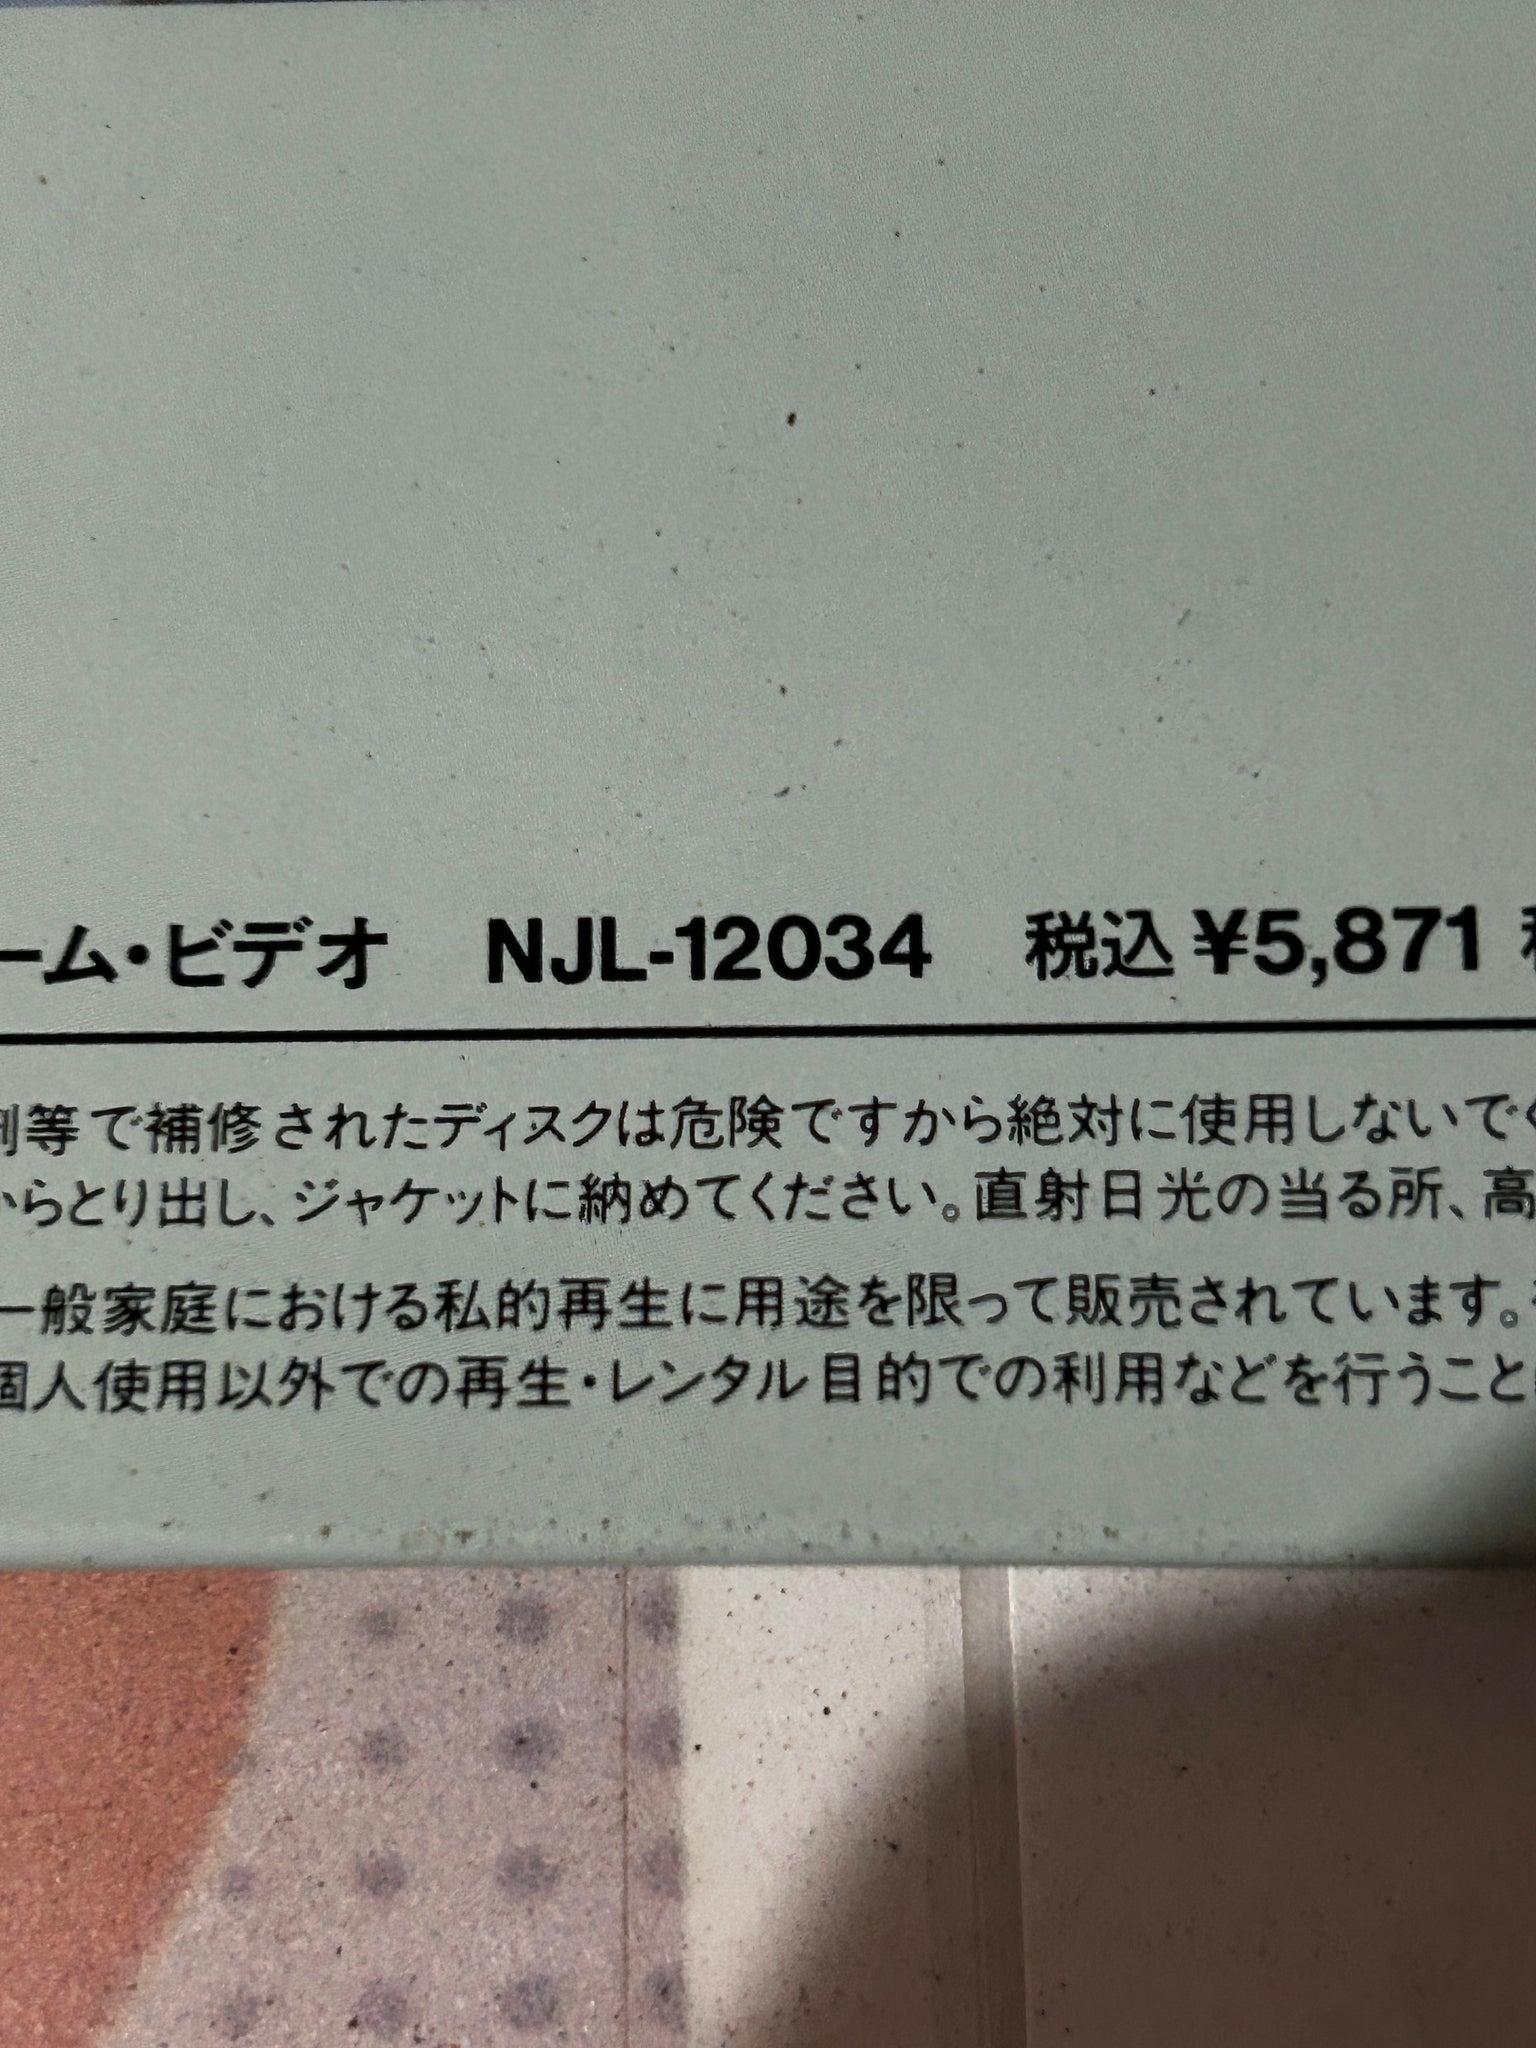 ーム・ビデオ NJL-12034 税込¥5,871
等で補修されたディスクは危険ですから絶対に使用しないでく
からとり出し、ジャケットに納めてください。直射日光の当る所、高
一般家庭における私的再生に用途を限って販売されています。
個人使用以外での再生・レンタル目的での利用などを行うこと